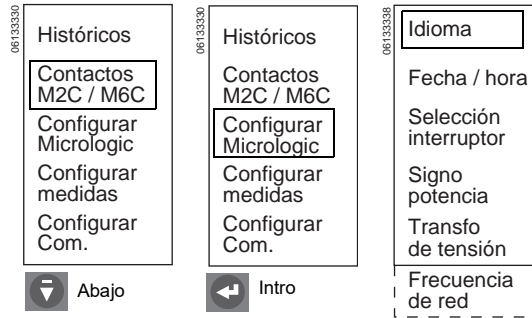 06133330
Históricos
Contactos
M2C / M6C
Configurar
Micrologic
Configurar
medidas
Configurar
Com.
Abajo
06133330
Históricos
Contactos
M2C / M6C
Configurar
Micrologic
Configurar
medidas
Configurar
Com.
Intro
06133338
Idioma
Fecha / hora
Selección
interruptor
Signo
potencia
Transfo
de tensión
Frecuencia
de red